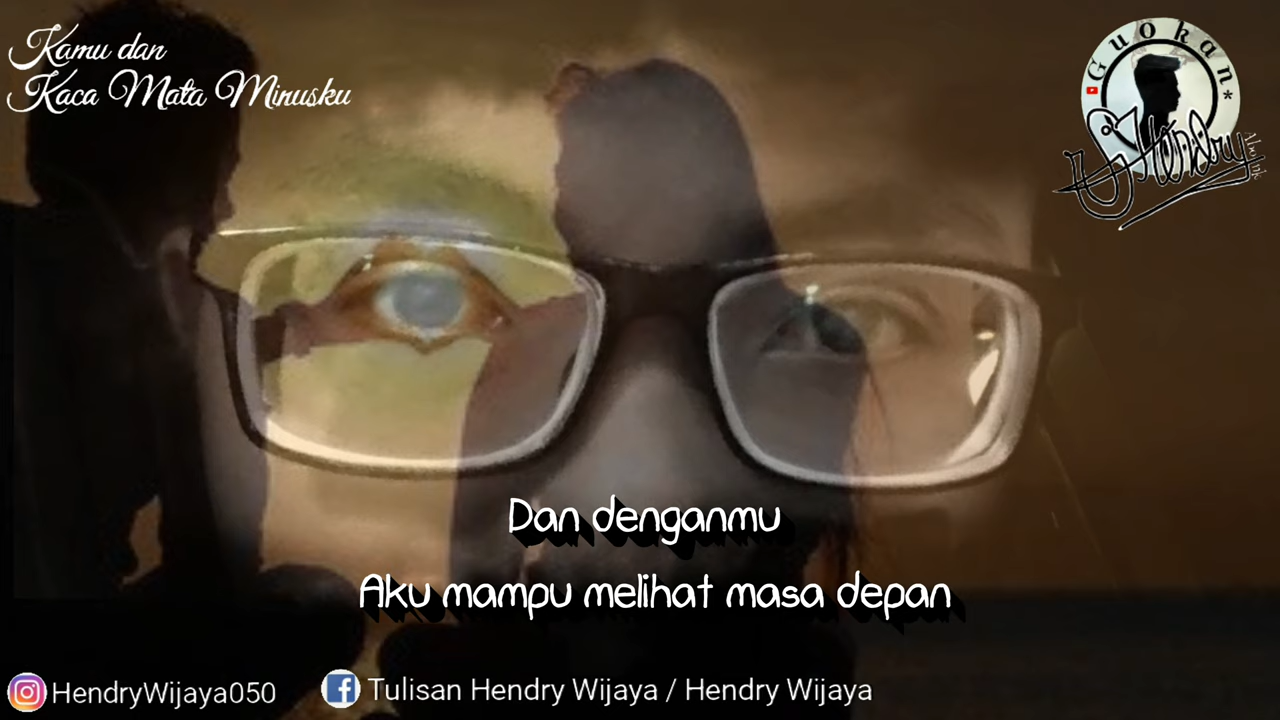 Kamu dan
Kaca Mata Minusku
Guokan*
Hendry
Dan denganmu
Aku mampu melihat masa depan
HendryWijaya050
Tulisan Hendry Wijaya / Hendry Wijaya